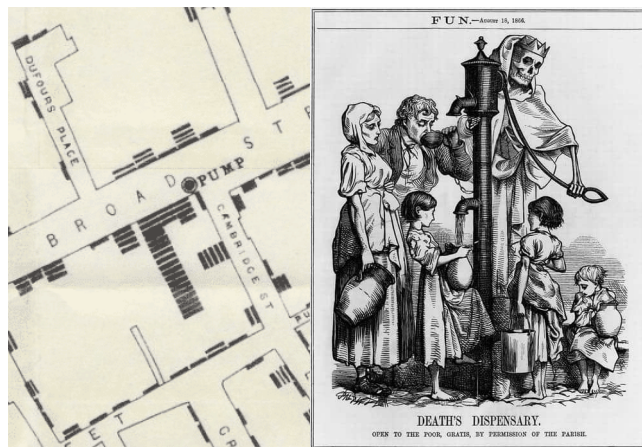 DUFOURS PLACE
BROAD STR
PUMP
CAMBRIDGE ST
FUN.—AUGUST 18, 1866.
DEATH'S DISPENSARY.
OPEN TO THE POOR, GRATIS, BY PERMISSION OF THE PARISH.